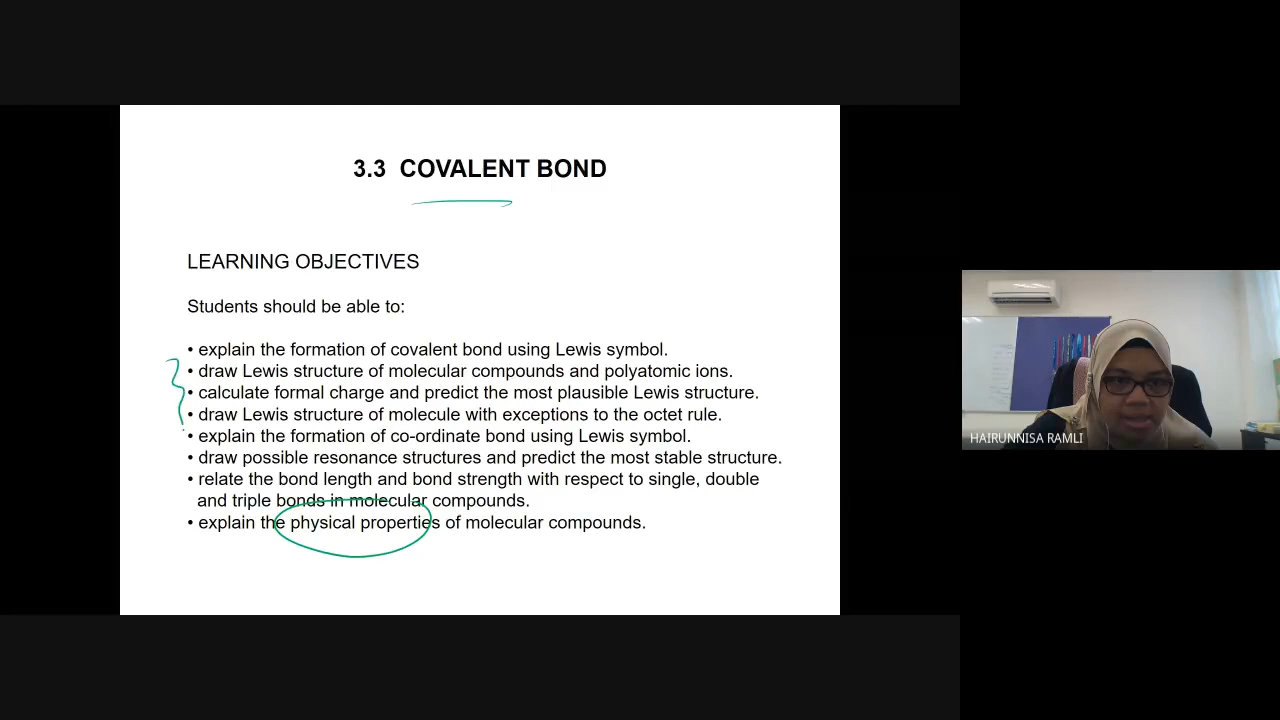 3.3 COVALENT BOND
LEARNING OBJECTIVES
Students should be able to:
• explain the formation of covalent bond using Lewis symbol.
• draw Lewis structure of molecular compounds and polyatomic ions.
• calculate formal charge and predict the most plausible Lewis structure.
• draw Lewis structure of molecule with exceptions to the octet rule.
• explain the formation of co-ordinate bond using Lewis symbol.
• draw possible resonance structures and predict the most stable structure.
• relate the bond length and bond strength with respect to single, double
and triple bonds in molecular compounds.
• explain the physical properties of molecular compounds.
HAIRUNNISA RAMLI